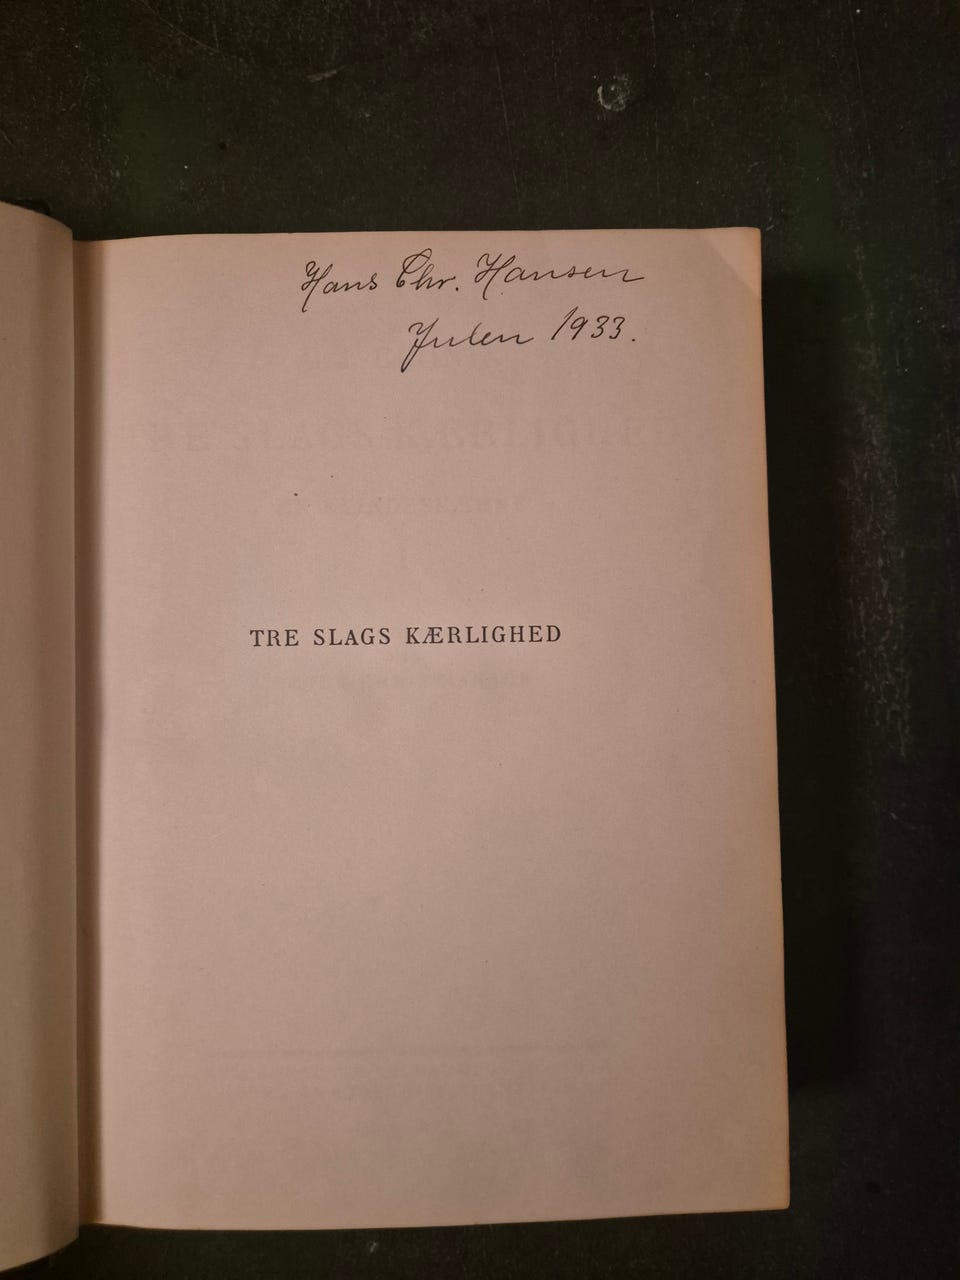 Hans Chr. Hansen
Julen 1933.
TRE SLAGS KÆRLIGHED